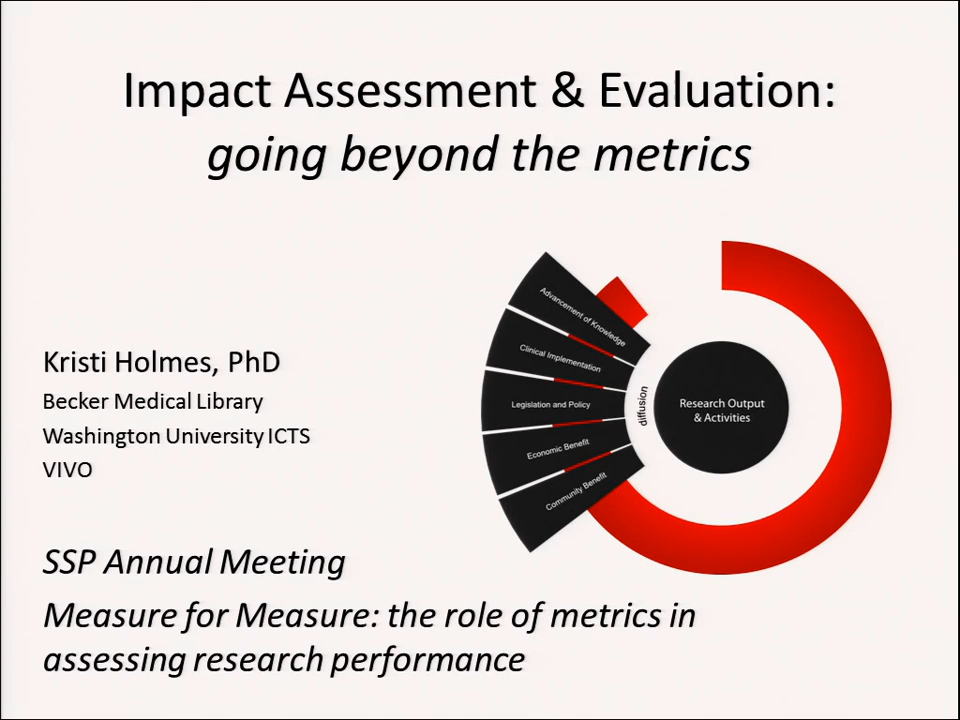 Impact Assessment & Evaluation:
going beyond the metrics
Advancement of Knowledge
Clinical Implementation
Legislation and Policy
Economic Benefit
Community Benefit
diffusion
Research Output
& Activities
Kristi Holmes, PhD
Becker Medical Library
Washington University ICTS
VIVO
SSP Annual Meeting
Measure for Measure: the role of metrics in
assessing research performance